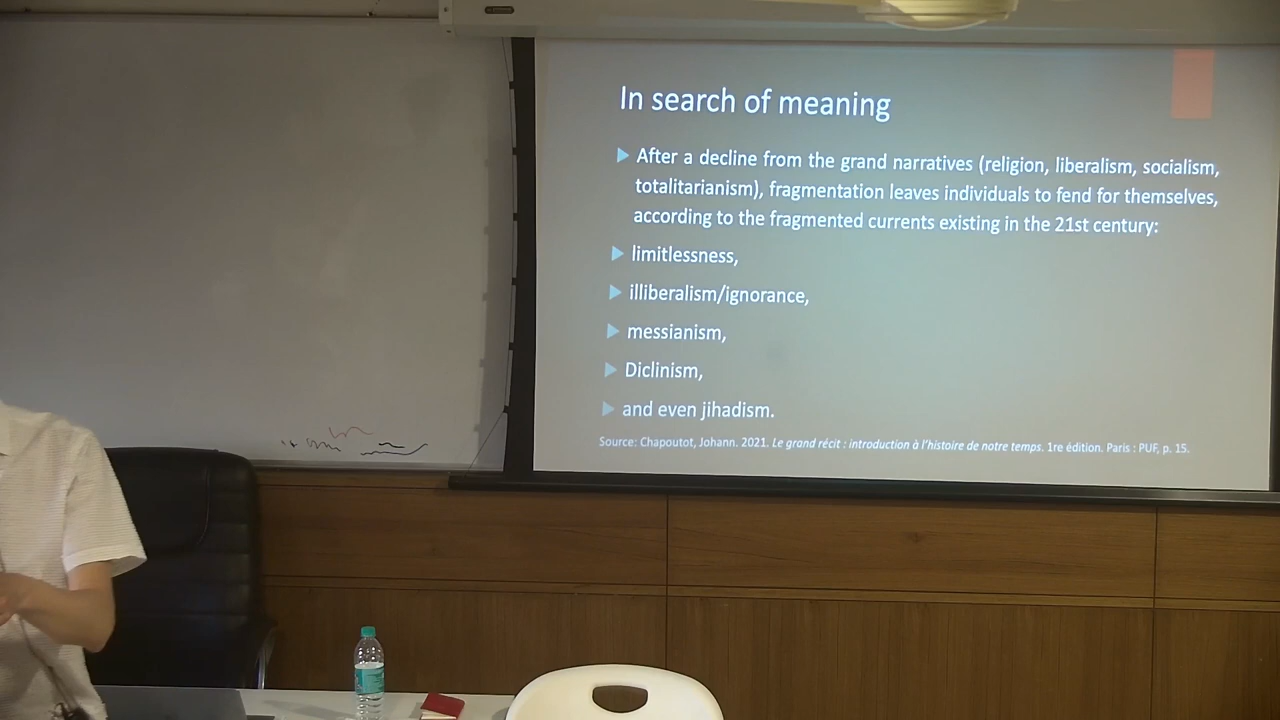 In search of meaning
After a decline from the grand narratives (religion, liberalism, socialism,
totalitarianism), fragmentation leaves individuals to fend for themselves,
according to the fragmented currents existing in the 21st century:
limitlessness,
illiberalism/ignorance,
messianism,
Diclinism,
and even jihadism.
Source: Chapoutot, Johann. 2021. Le grand récit : introduction à l'histoire de notre temps. 1re édition. Paris : PUF, p. 15.